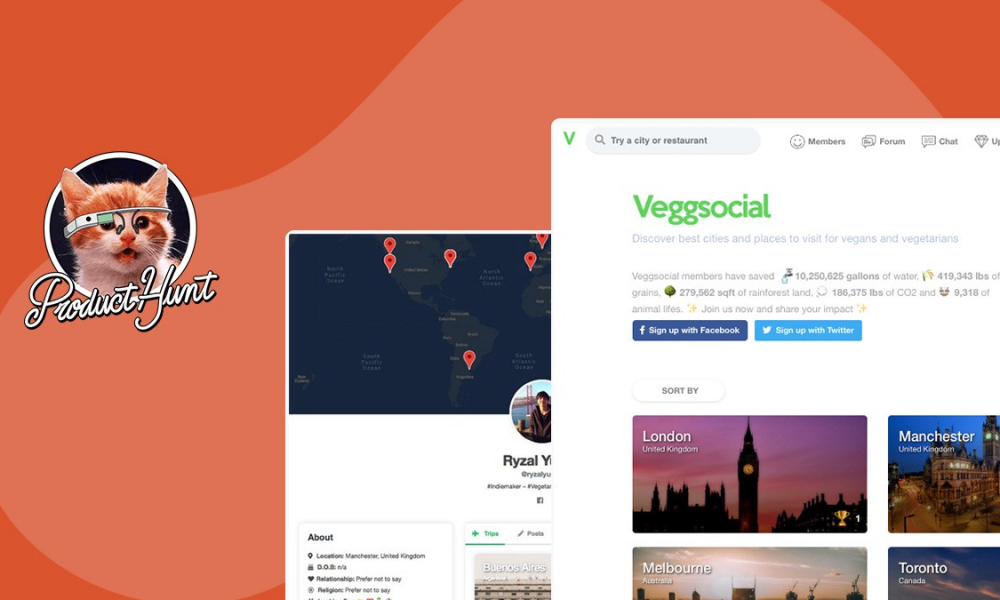 Product Hunt
V
Try a city or restaurant
Members
Forum
Chat
Veggsocial
Discover best cities and places to visit for vegans and vegetarians
Veggsocial members have saved 10,250,625 gallons of water, 419,343 lbs of
grains, 279,562 sqft of rainforest land, 186,375 lbs of CO2 and 9,318 of
animal lifes. ✨ Join us now and share your impact ✨
Sign up with Facebook
Sign up with Twitter
SORT BY
London
United Kingdom
1
Manchester
United Kingdom
Melbourne
Australia
Toronto
Canada
North
Pacific
Ocean
North
Atlantic
Ocean
South
Pacific
Ocean
South
Atlantic
Ocean
Ryzal Yu
@ryzalyu
#Indiemaker – #Vegetar
About
Location: Manchester, United Kingdom
D.O.B: n/a
Relationship: Prefer not to say
Religion: Prefer not to say
Trips
Posts
Buenos Aires
Argentina